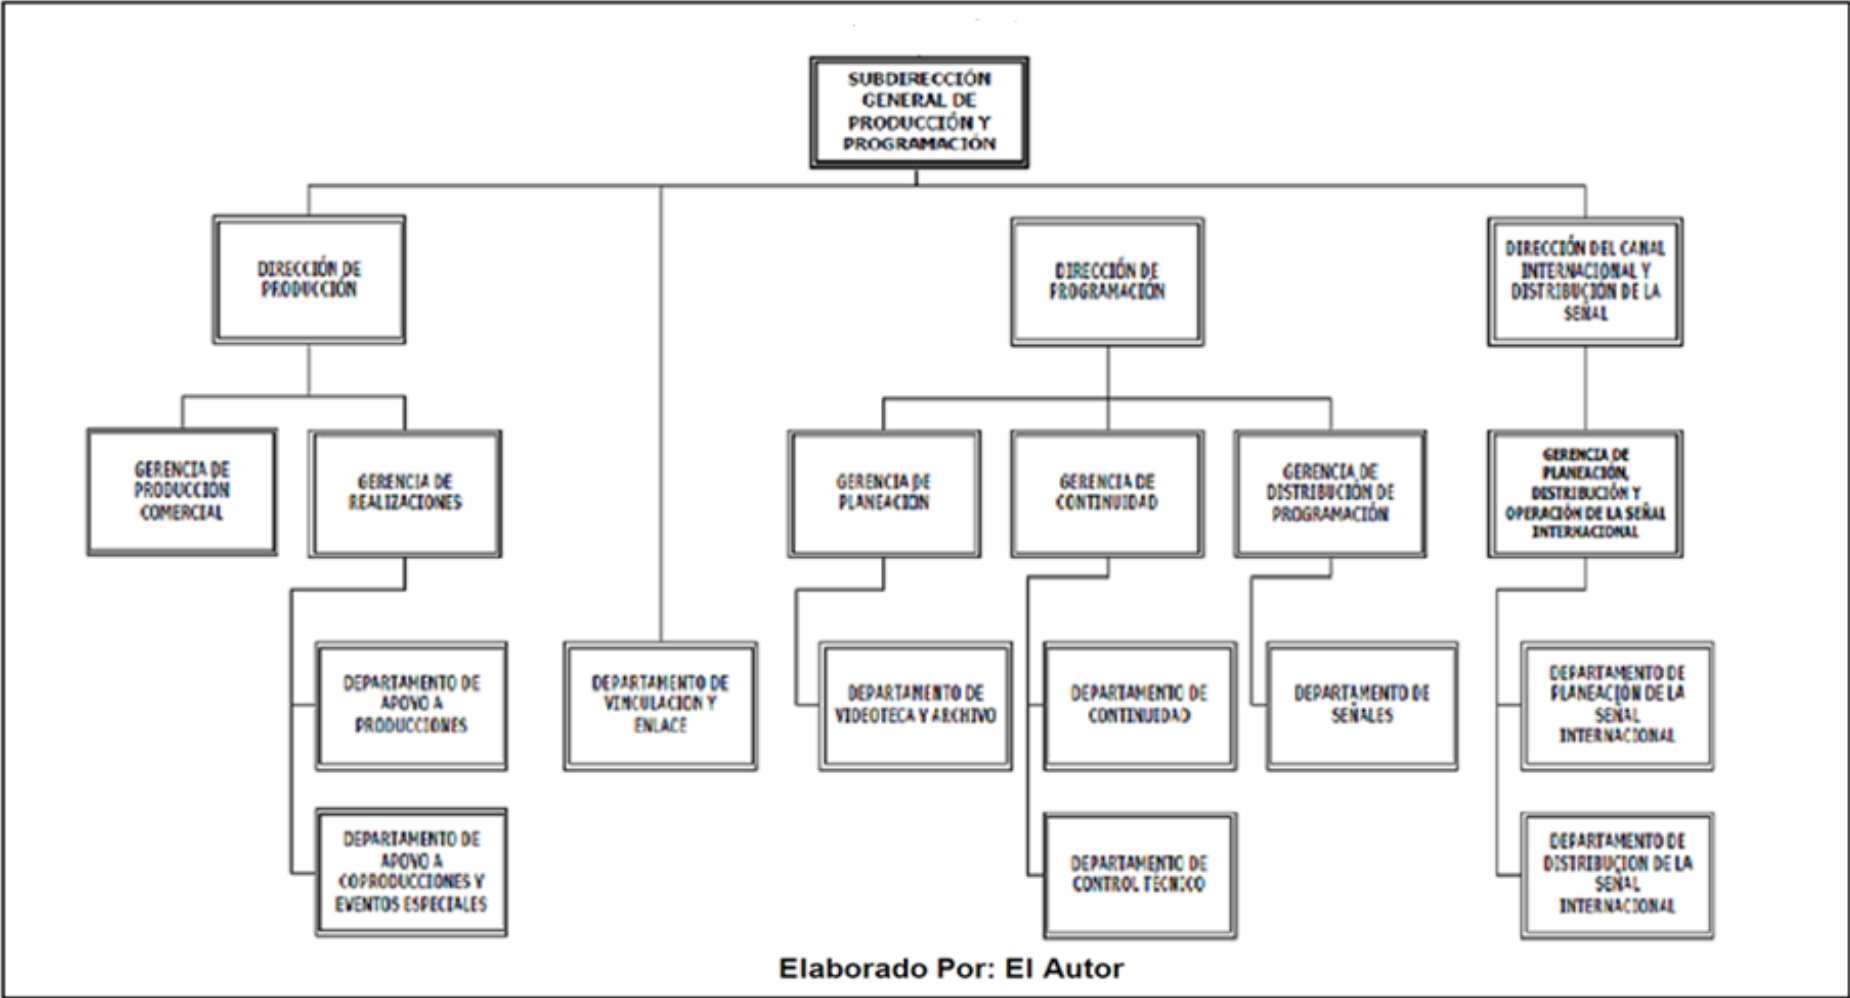 SUBDIRECCIÓN
GENERAL DE
PRODUCCIÓN Y
PROGRAMACIÓN
DIRECCIÓN DE
PRODUCCIÓN
DIRECCIÓN DE
PROGRAMACIÓN
DIRECCIÓN DEL CANAL
INTERNACIONAL Y
DISTRIBUCIÓN DE LA
SEÑAL
GERENCIA DE
PRODUCCIÓN
COMERCIAL
GERENCIA DE
REALIZACIONES
GERENCIA DE
PLANEACIÓN
GERENCIA DE
CONTINUIDAD
GERENCIA DE
DISTRIBUCIÓN DE
PROGRAMACIÓN
GERENCIA DE
PLANEACIÓN,
DISTRIBUCIÓN Y
OPERACIÓN DE LA SEÑAL
INTERNACIONAL
DEPARTAMENTO DE
APOYO A
PRODUCCIONES
DEPARTAMENTO DE
VINCULACION Y
ENLACE
DEPARTAMENTO DE
VIDEOTECA Y ARCHIVO
DEPARTAMENTO DE
CONTINUIDAD
DEPARTAMENTO DE
SEÑALES
DEPARTAMENTO DE
PLANEACIÓN DE LA
SEÑAL
INTERNACIONAL
DEPARTAMENTO DE
APOYO A
COPRODUCCIONES Y
EVENTOS ESPECIALES
DEPARTAMENTO DE
CONTROL TÉCNICO
DEPARTAMENTO DE
DISTRIBUCION DE LA
SEÑAL
INTERNACIONAL
Elaborado Por: El Autor